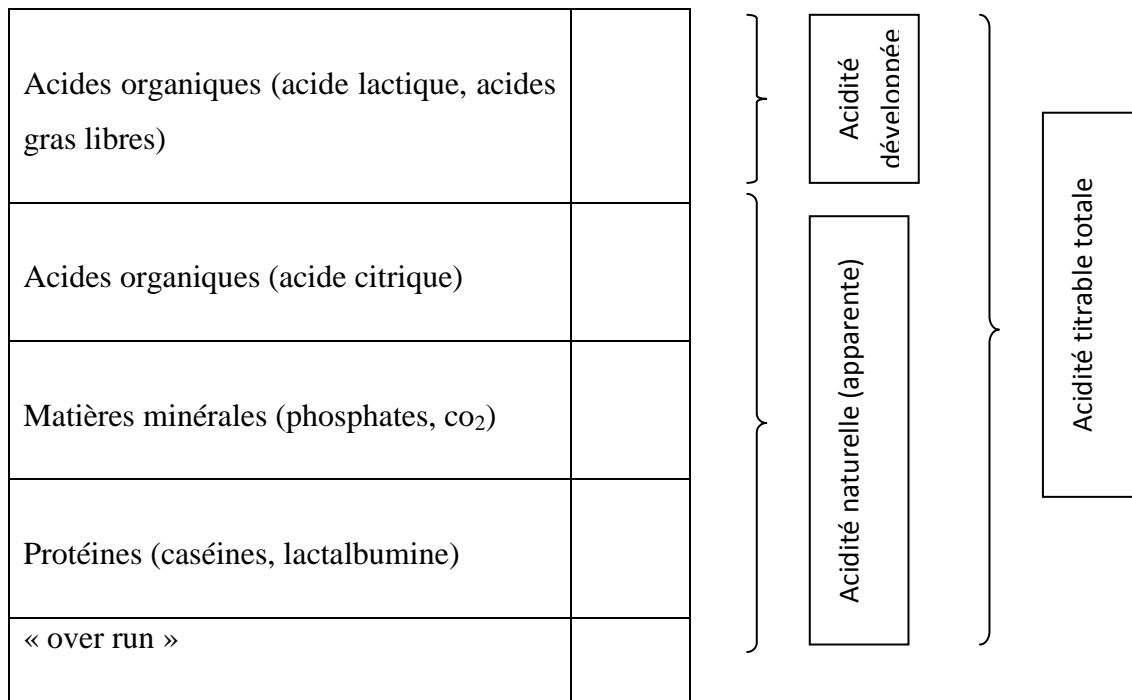 Acides organiques (acide lactique, acides
gras libres)
Acides organiques (acide citrique)
Matières minérales (phosphates, co₂)
Protéines (caséines, lactalbumine)
« over run »
Acidité
développée
Acidité naturelle (apparente)
Acidité titrable totale